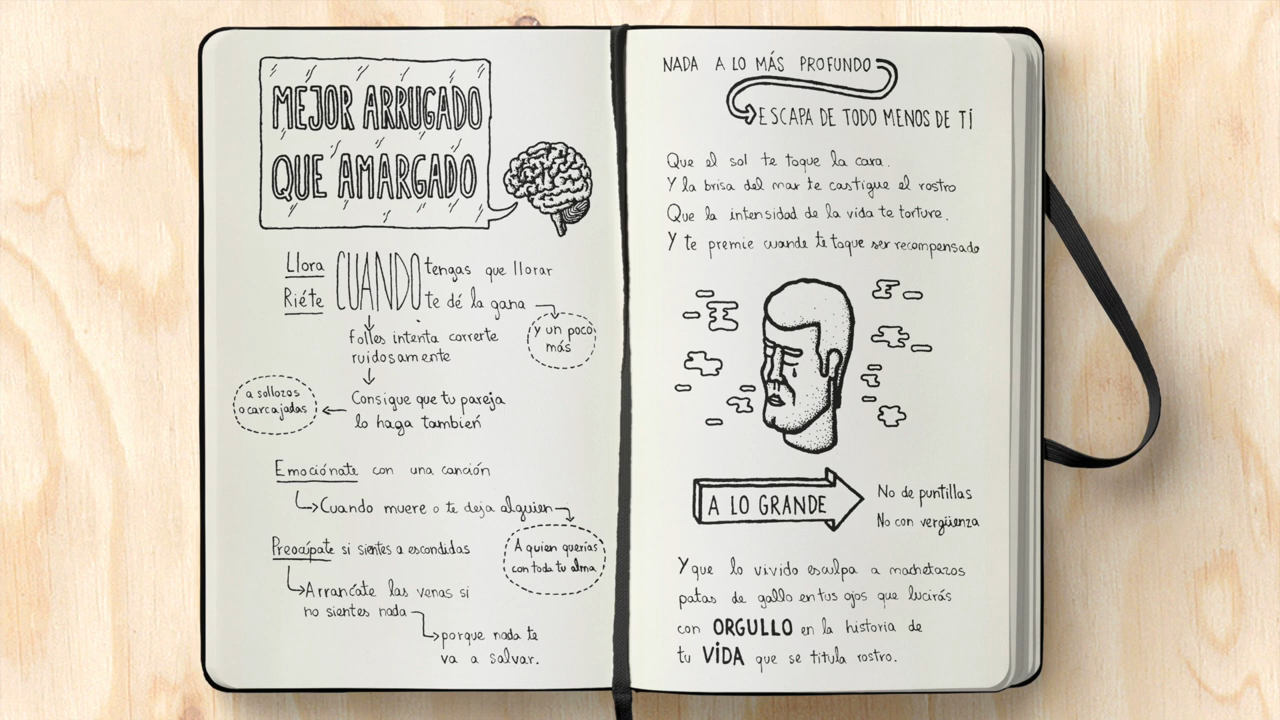 MEJOR ARRUGADO
QUE AMARGADO
Llora
Riéte
CUANDO
tengas que llorar
te dé la gana
y un poco
más
folles intenta correrte
ruidosamente
Consigue que tu pareja
lo haga también
a sollozos
o carcajadas
Emociónate con una canción
Cuando muere o te deja alguien
A quien querías
con toda tu alma
Preocúpate si sientes a escondidas
Arrancate las venas si
no sientes nada
porque nada te
va a salvar.
NADA A LO MÁS PROFUNDO
ESCAPA DE TODO MENOS DE TÍ
Que el sol te toque la cara.
Y la brisa del mar te castigue el rostro
Que la intensidad de la vida te torture.
Y te premie cuando te toque ser recompensado
A LO GRANDE
No de puntillas
No con vergüenza
Y que lo vivido esculpa a machetazos
patas de gallo en tus ojos que lucirás
con ORGULLO en la historia de
tu VIDA que se titula rostro.